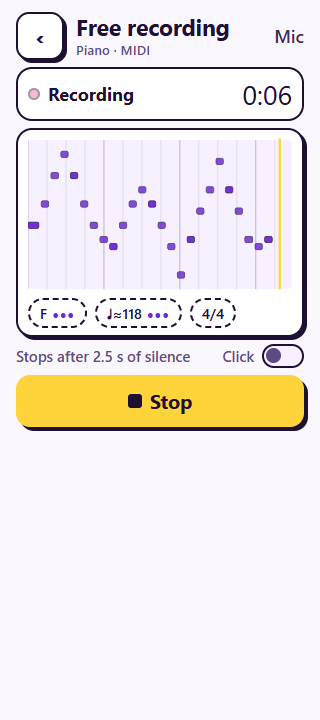 ‹
Free recording
Piano · MIDI
Mic
Recording
0:06
F •••
♩≈118 •••
4/4
Stops after 2.5 s of silence
Click
Stop